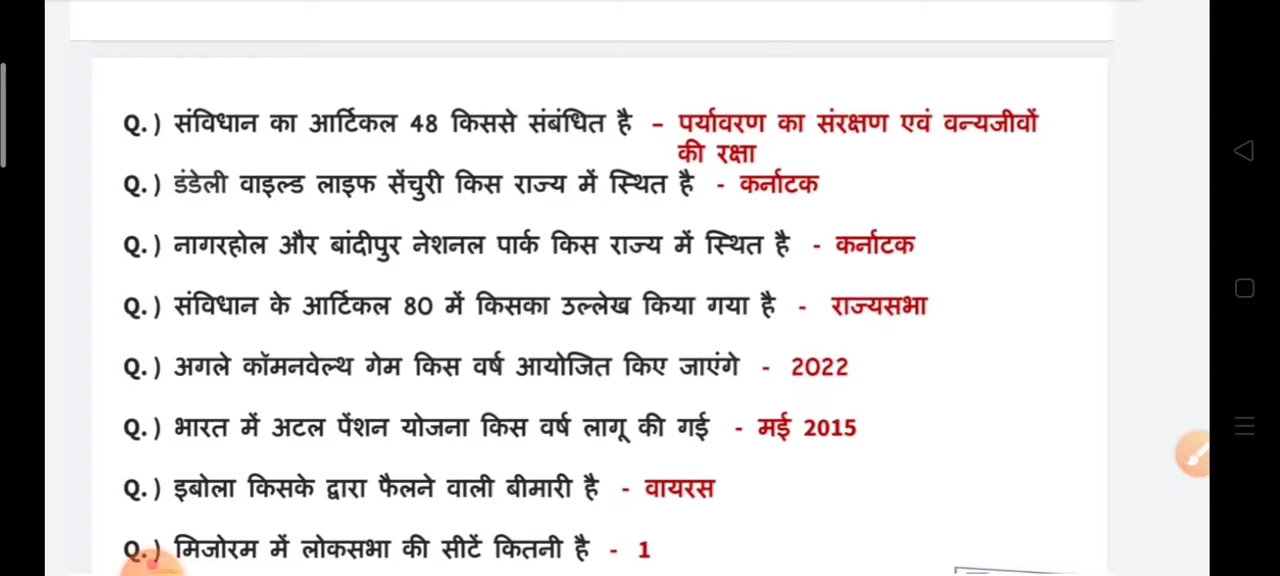 Q.) संविधान का आर्टिकल 48 किससे संबंधित है – पर्यावरण का संरक्षण एवं वन्यजीवों
की रक्षा
Q.) डंडेली वाइल्ड लाइफ सेंचुरी किस राज्य में स्थित है - कर्नाटक
Q.) नागरहोल और बांदीपुर नेशनल पार्क किस राज्य में स्थित है - कर्नाटक
Q.) संविधान के आर्टिकल 80 में किसका उल्लेख किया गया है - राज्यसभा
Q.) अगले कॉमनवेल्थ गेम किस वर्ष आयोजित किए जाएंगे - 2022
Q.) भारत में अटल पेंशन योजना किस वर्ष लागू की गई - मई 2015
Q.) इबोला किसके द्वारा फैलने वाली बीमारी है - वायरस
Q.) मिजोरम में लोकसभा की सीटें कितनी है - 1